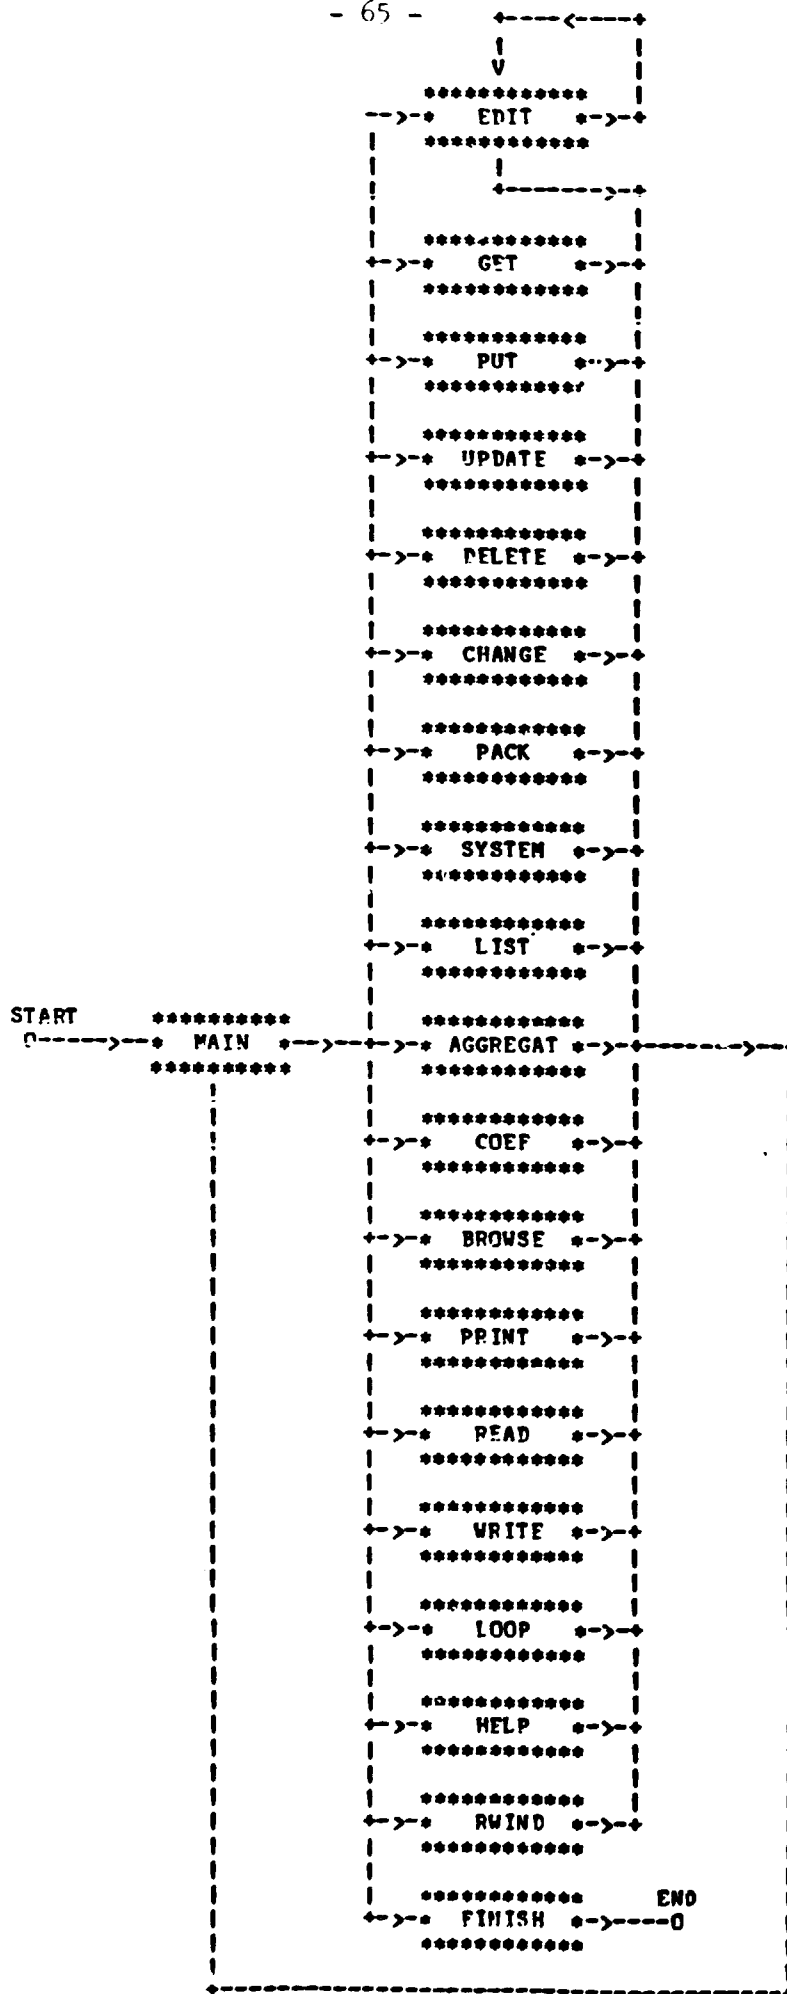 - 65 -
EDIT
GET
PUT
UPDATE
DELETE
CHANGE
PACK
SYSTEM
LIST
START
MAIN
AGGREGAT
COEF
BROWSE
PRINT
READ
WRITE
LOOP
HELP
RWIND
END
FINISH